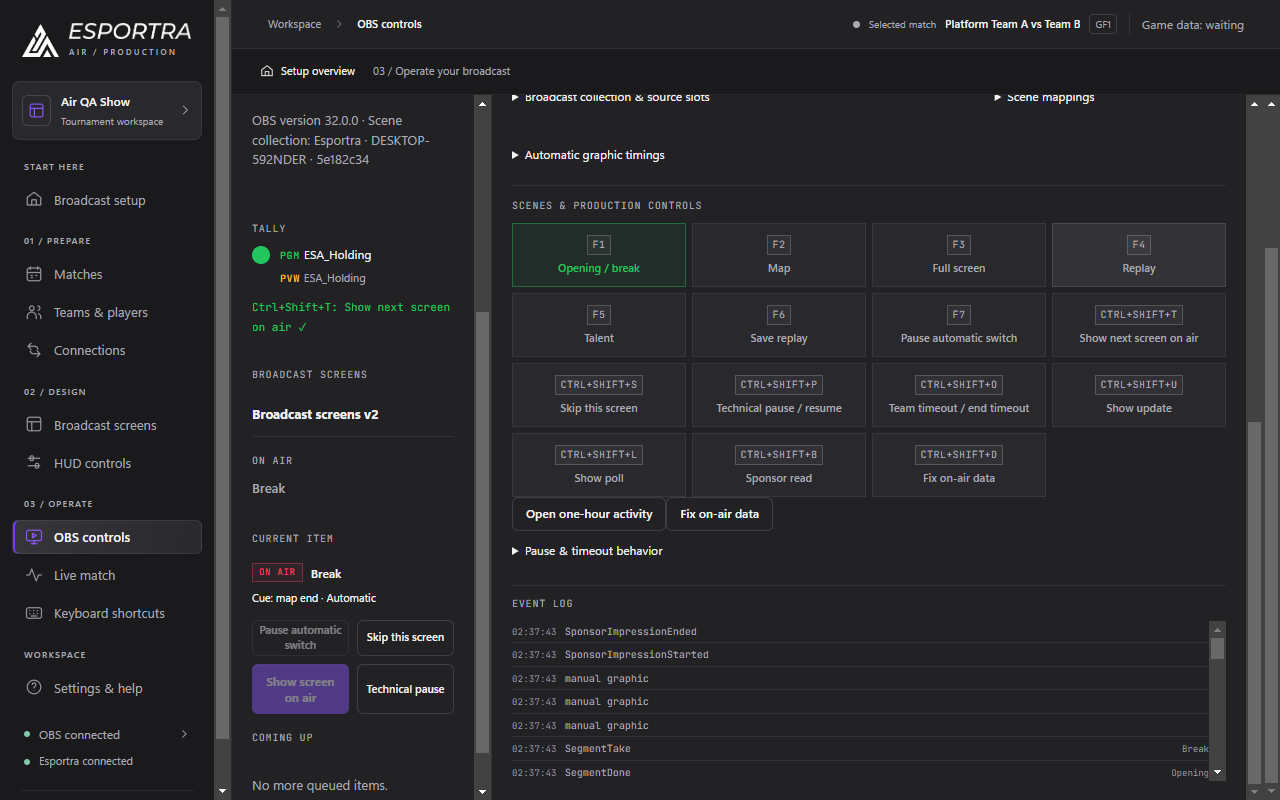 ESPORTRA
AIR / PRODUCTION
Air QA Show
Tournament workspace
START HERE
Broadcast setup
01 / PREPARE
Matches
Teams & players
Connections
02 / DESIGN
Broadcast screens
HUD controls
03 / OPERATE
OBS controls
Live match
Keyboard shortcuts
WORKSPACE
Settings & help
OBS connected
Esportra connected
Workspace
OBS controls
Selected match Platform Team A vs Team B GF1
Game data: waiting
Setup overview
03 / Operate your broadcast
OBS version 32.0.0 · Scene
collection: Esportra · DESKTOP-
592NDER · 5e182c34
TALLY
PGM ESA_Holding
PVW ESA_Holding
Ctrl+Shift+T: Show next screen
on air ✓
BROADCAST SCREENS
Broadcast screens v2
ON AIR
Break
CURRENT ITEM
ON AIR Break
Cue: map end · Automatic
Pause automatic
switch
Skip this screen
Show screen
on air
Technical pause
COMING UP
No more queued items.
Broadcast collection & source slots
Scene mappings
Automatic graphic timings
SCENES & PRODUCTION CONTROLS
F1
Opening / break
F2
Map
F3
Full screen
F4
Replay
F5
Talent
F6
Save replay
F7
Pause automatic switch
CTRL+SHIFT+T
Show next screen on air
CTRL+SHIFT+S
Skip this screen
CTRL+SHIFT+P
Technical pause / resume
CTRL+SHIFT+O
Team timeout / end timeout
CTRL+SHIFT+U
Show update
CTRL+SHIFT+L
Show poll
CTRL+SHIFT+B
Sponsor read
CTRL+SHIFT+D
Fix on-air data
Open one-hour activity
Fix on-air data
Pause & timeout behavior
EVENT LOG
02:37:43 SponsorImpressionEnded
02:37:43 SponsorImpressionStarted
02:37:43 manual graphic
02:37:43 manual graphic
02:37:43 manual graphic
02:37:43 SegmentTake Break
02:37:43 SegmentDone Opening